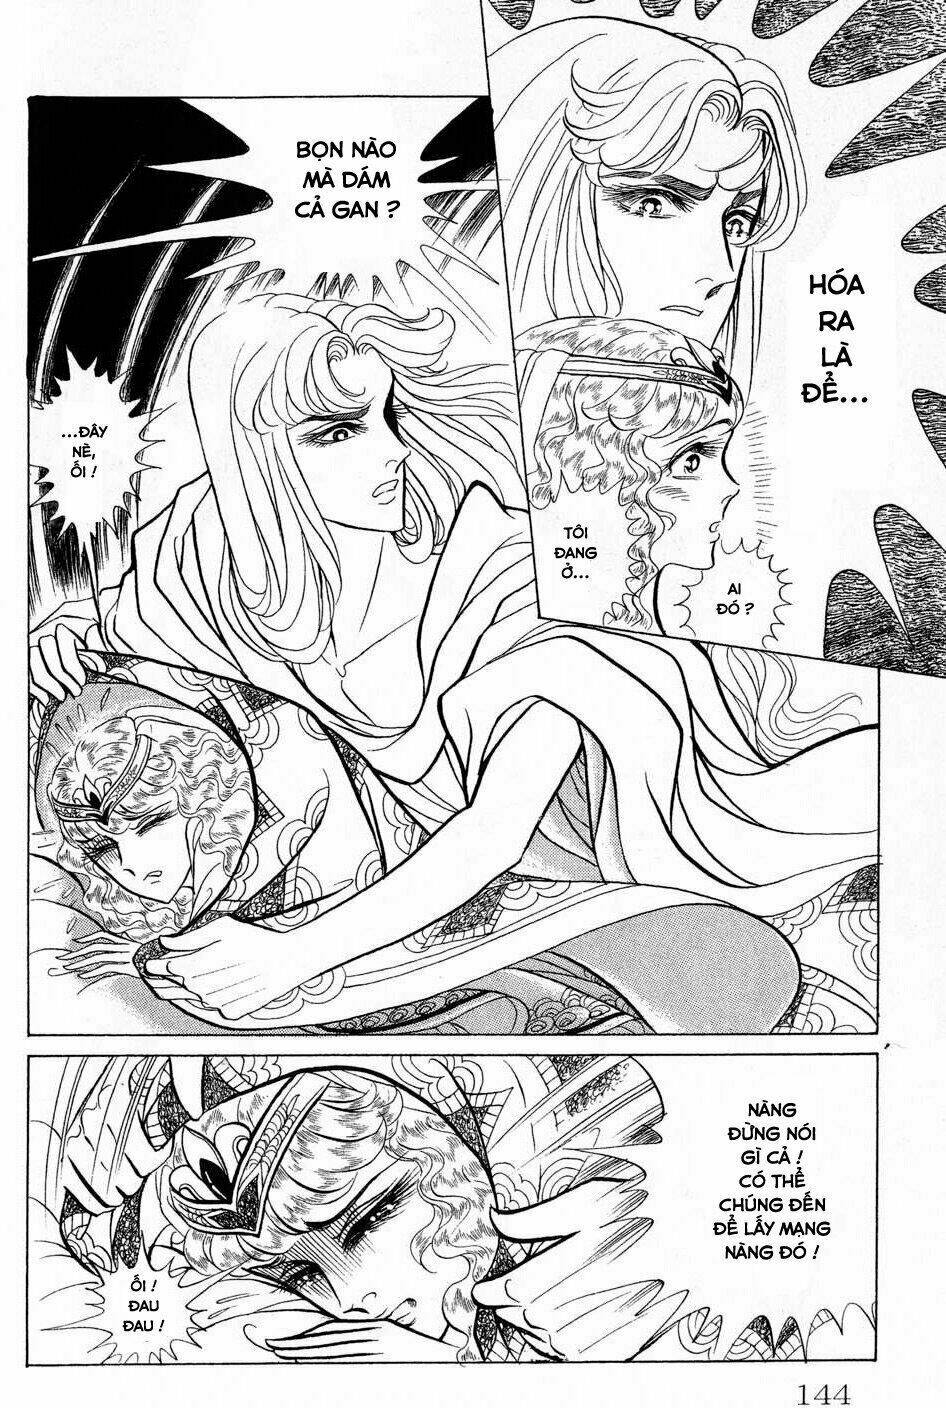 HÓA
RA
LÀ
ĐỂ...
AI
ĐÓ ?
TÔI
ĐANG
Ở...
BỌN NÀO
MÀ DÁM
CẢ GAN ?
...ĐÂY
NÈ,
ỐI !
NÀNG
ĐỪNG NÓI
GÌ CẢ !
CÓ THỂ
CHÚNG ĐẾN
ĐỂ LẤY MẠNG
NÀNG ĐÓ !
ỐI !
ĐAU
ĐAU !
144